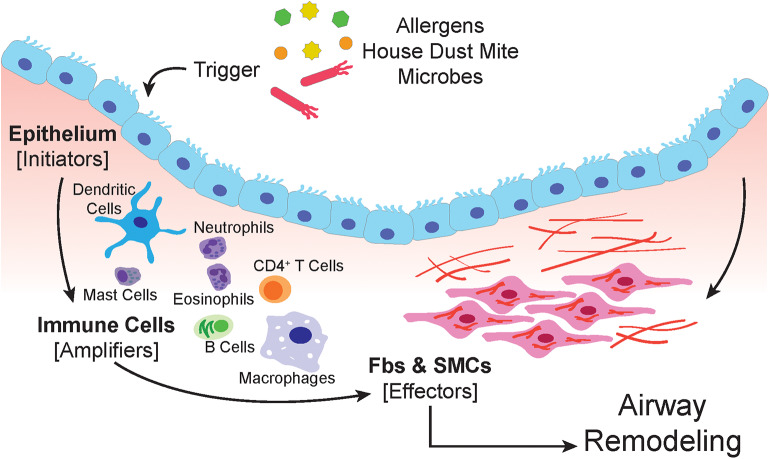 Allergens
House Dust Mite
Microbes
Trigger
Epithelium
[Initiators]
Dendritic
Cells
Neutrophils
CD4⁺ T Cells
Mast Cells
Eosinophils
Immune Cells
[Amplifiers]
B Cells
Macrophages
Fbs & SMCs
[Effectors]
Airway
Remodeling